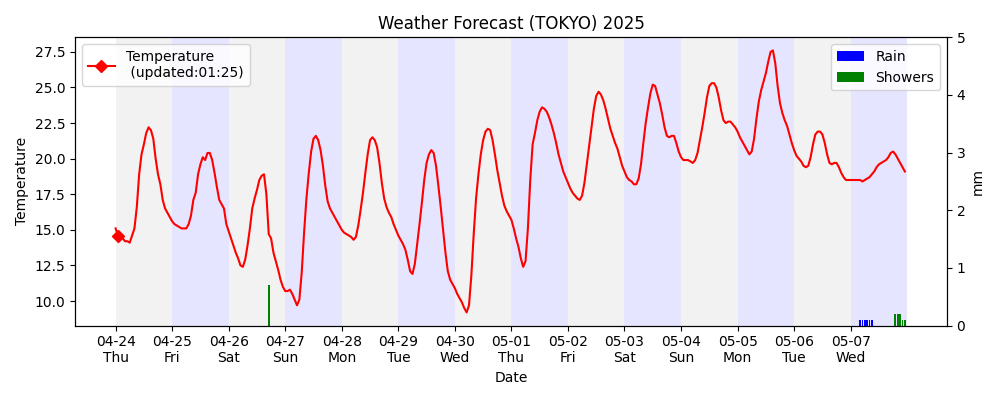 Weather Forecast (TOKYO) 2025
Temperature
(updated:01:25)
Rain
Showers
27.5
25.0
22.5
20.0
17.5
15.0
12.5
10.0
Temperature
5
4
3
2
1
0
mm
04-24 04-25 04-26 04-27 04-28 04-29 04-30 05-01 05-02 05-03 05-04 05-05 05-06 05-07
Thu Fri Sat Sun Mon Tue Wed Thu Fri Sat Sun Mon Tue Wed
Date